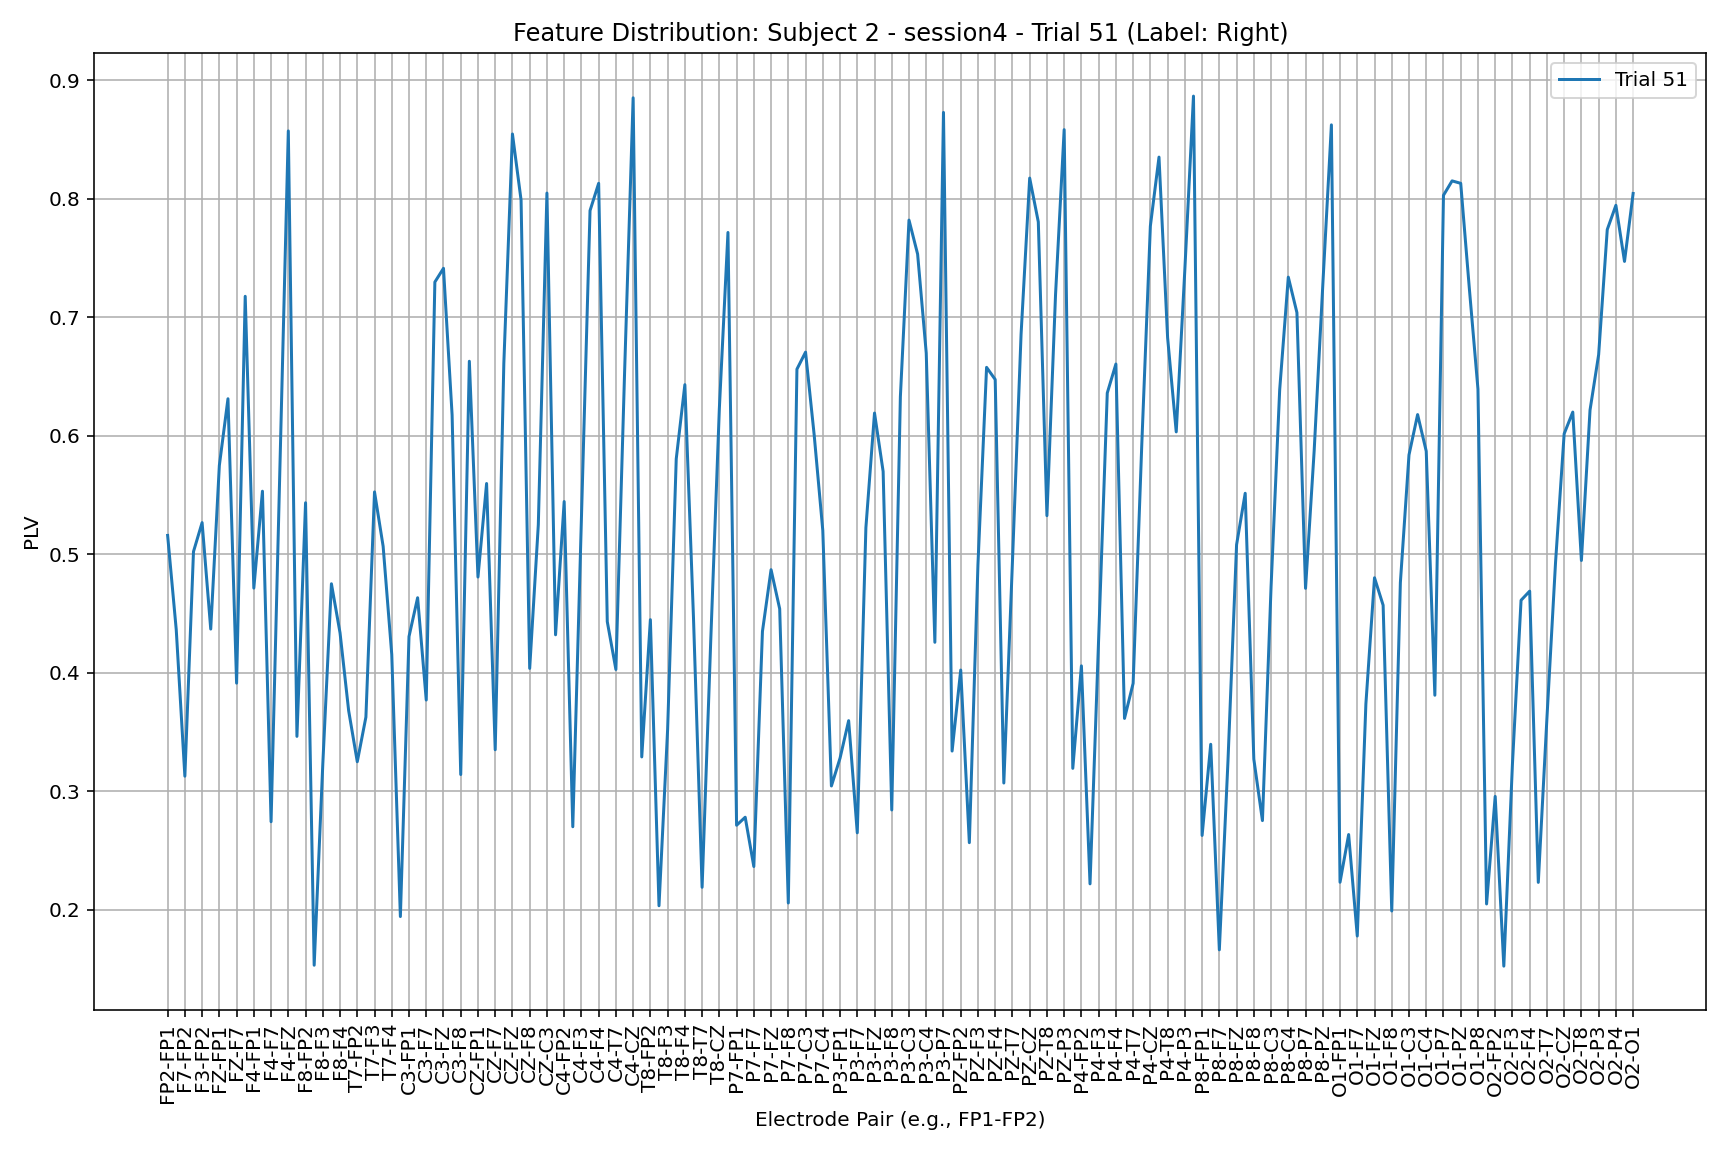 Feature Distribution: Subject 2 - session4 - Trial 51 (Label: Right)
Trial 51
PLV
0.9
0.8
0.7
0.6
0.5
0.4
0.3
0.2
FP2-FP1
F7-FP2
F3-FP2
FZ-FP1
FZ-F7
F4-FP1
F4-F7
F4-FZ
F8-FP2
F8-F3
F8-F4
T7-FP2
T7-F3
T7-F4
C3-FP1
C3-F7
C3-FZ
C3-F8
CZ-FP1
CZ-F7
CZ-FZ
CZ-F8
CZ-C3
C4-FP2
C4-F3
C4-F4
C4-T7
C4-CZ
T8-FP2
T8-F3
T8-F4
T8-T7
T8-CZ
P7-FP1
P7-F7
P7-FZ
P7-F8
P7-C3
P7-C4
P3-FP1
P3-F7
P3-FZ
P3-F8
P3-C3
P3-C4
P3-P7
PZ-FP2
PZ-F3
PZ-F4
PZ-T7
PZ-CZ
PZ-T8
PZ-P3
P4-FP2
P4-F3
P4-F4
P4-T7
P4-CZ
P4-T8
P4-P3
P8-FP1
P8-F7
P8-FZ
P8-F8
P8-C3
P8-C4
P8-P7
P8-PZ
O1-FP1
O1-F7
O1-FZ
O1-F8
O1-C3
O1-C4
O1-P7
O1-PZ
O1-P8
O2-FP2
O2-F3
O2-F4
O2-T7
O2-CZ
O2-T8
O2-P3
O2-P4
O2-O1
Electrode Pair (e.g., FP1-FP2)